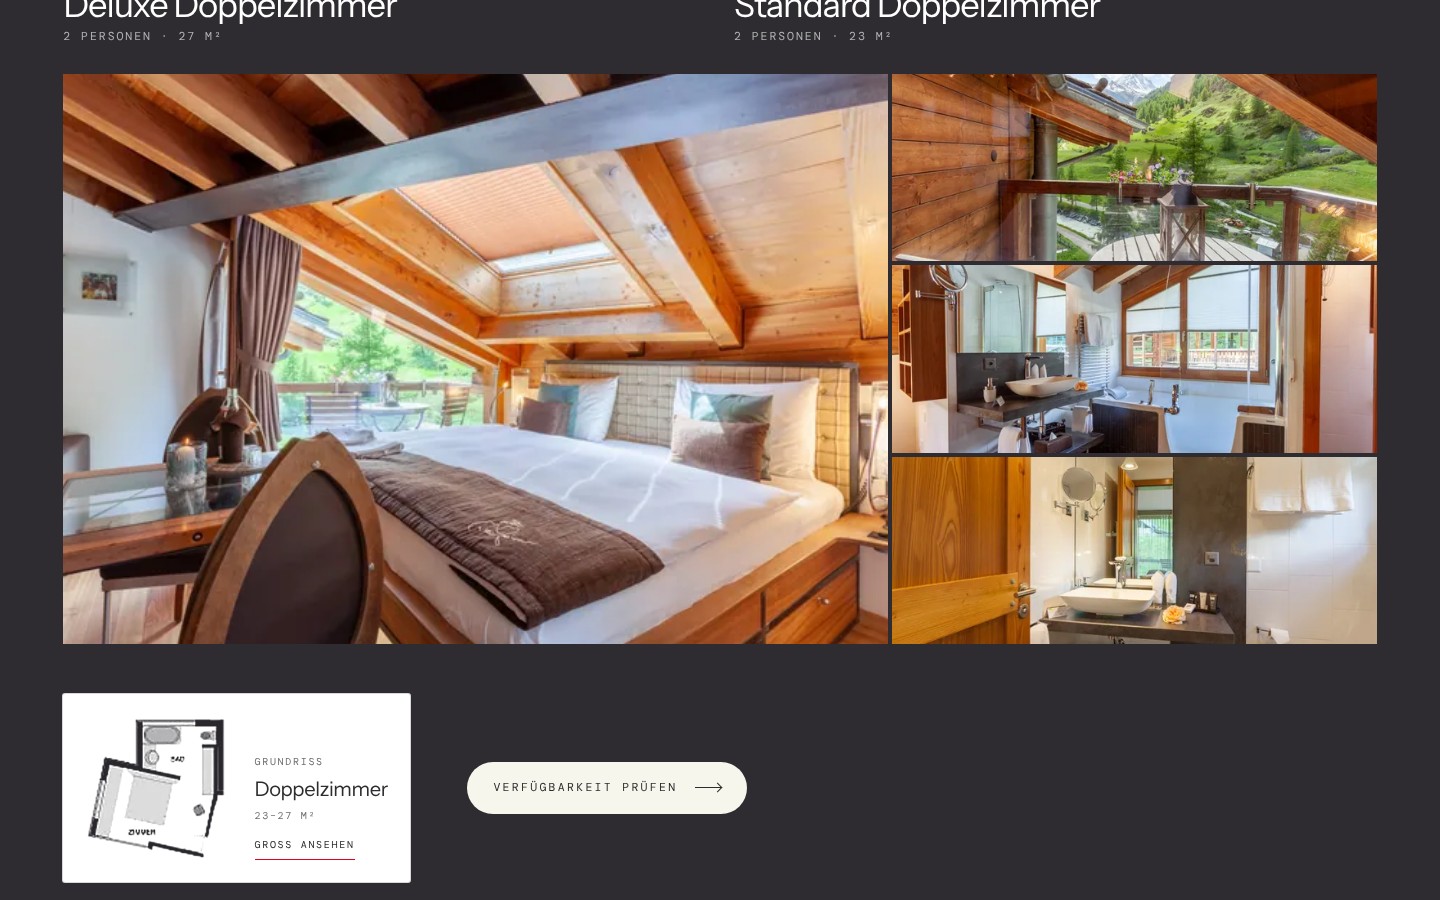 Deluxe Doppelzimmer
2 PERSONEN · 27 M²
Standard Doppelzimmer
2 PERSONEN · 23 M²
BAD
ZIMMER
GRUNDRISS
Doppelzimmer
23–27 M²
GROSS ANSEHEN
VERFÜGBARKEIT PRÜFEN